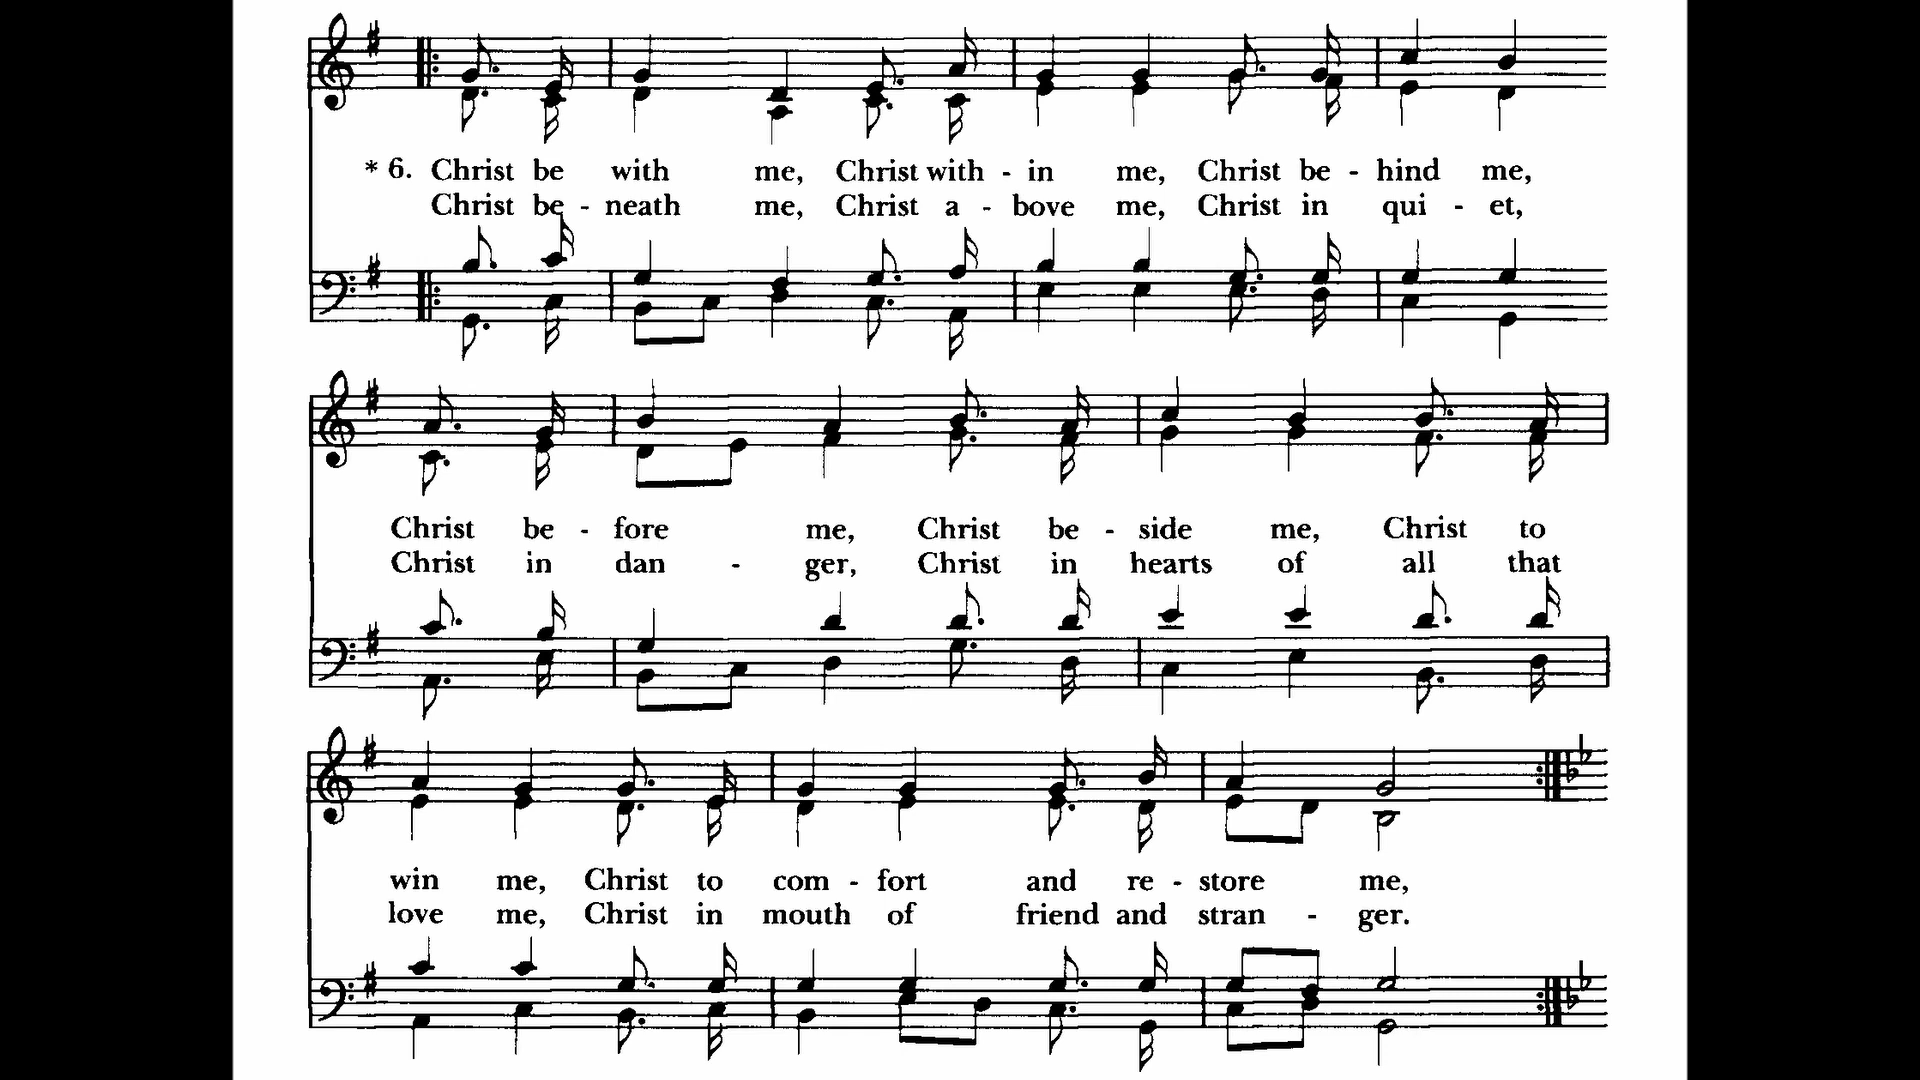 * 6. Christ be with me, Christ with - in me, Christ be - hind me,
Christ be - neath me, Christ a - bove me, Christ in qui - et,
Christ be - fore me, Christ be - side me, Christ to
Christ in dan - ger, Christ in hearts of all that
win me, Christ to com - fort and re - store me,
love me, Christ in mouth of friend and stran - ger.